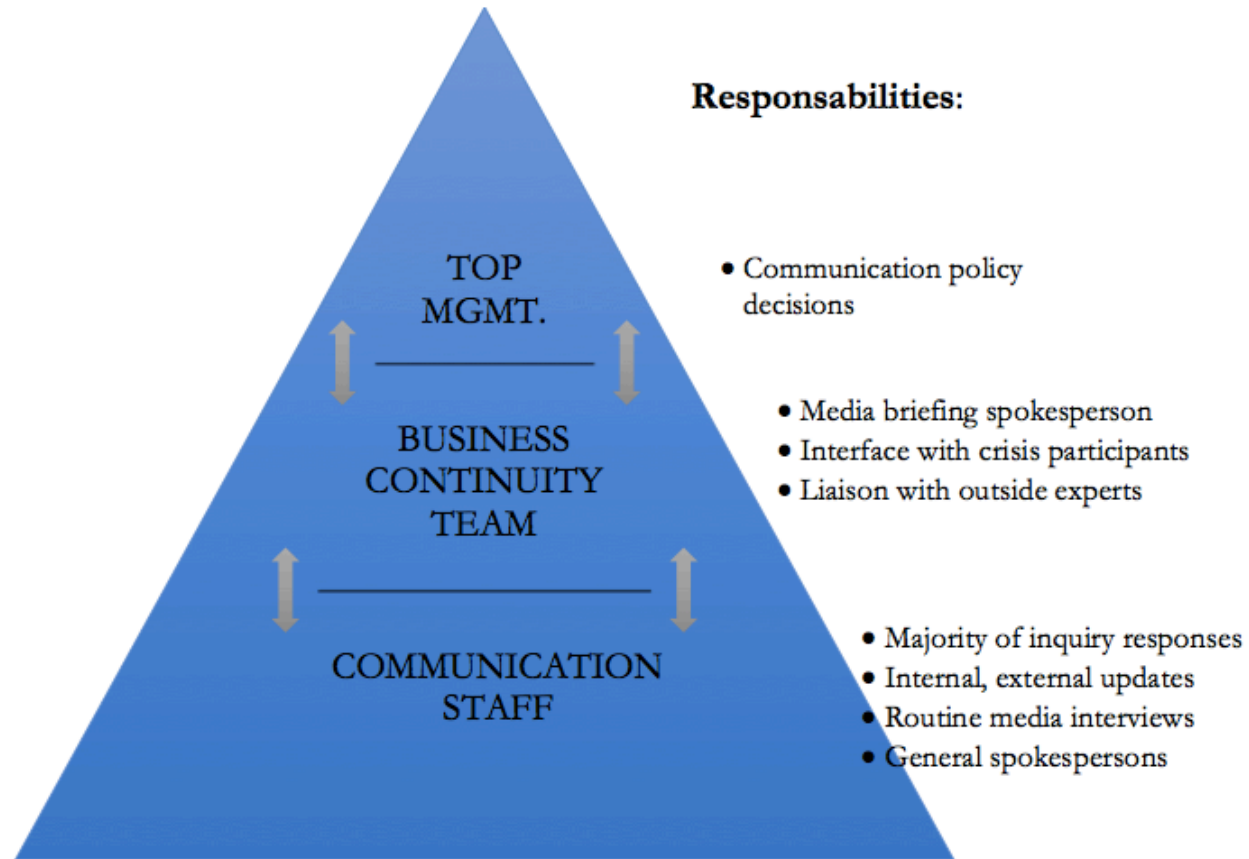 Responsabilities:
TOP
MGMT.
• Communication policy
decisions
BUSINESS
CONTINUITY
TEAM
• Media briefing spokesperson
• Interface with crisis participants
• Liaison with outside experts
COMMUNICATION
STAFF
• Majority of inquiry responses
• Internal, external updates
• Routine media interviews
• General spokespersons